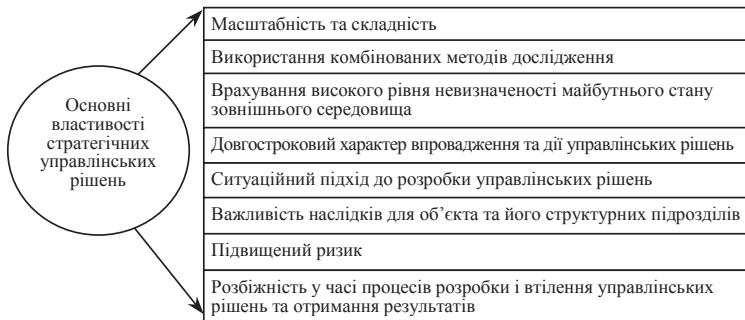 Основні
властивості
стратегічних
управлінських
рішень
Масштабність та складність
Використання комбінованих методів дослідження
Врахування високого рівня невизначеності майбутнього стану
зовнішнього середовища
Довгостроковий характер впровадження та дії управлінських рішень
Ситуаційний підхід до розробки управлінських рішень
Важливість наслідків для об’єкта та його структурних підрозділів
Підвищений ризик
Розбіжність у часі процесів розробки і втілення управлінських
рішень та отримання результатів